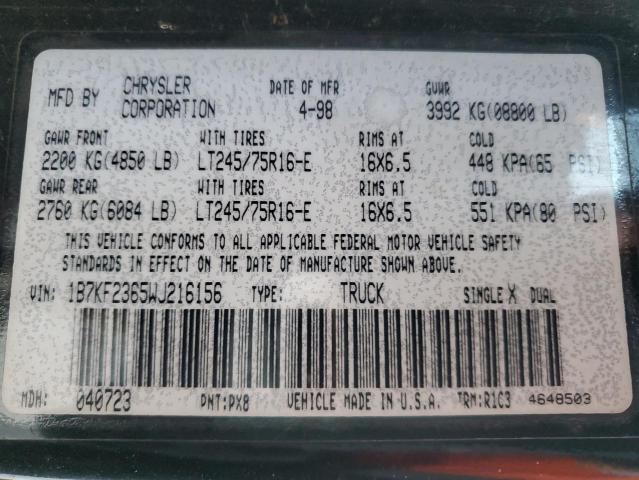 MFD BY CHRYSLER CORPORATION DATE OF MFR 4-98 GVWR 3992 KG(08800 LB)
GAWR FRONT WITH TIRES RIMS AT COLD
2200 KG(4850 LB) LT245/75R16-E 16X6.5 448 KPA(65 PSI)
GAWR REAR WITH TIRES RIMS AT COLD
2760 KG(6084 LB) LT245/75R16-E 16X6.5 551 KPA(80 PSI)
THIS VEHICLE CONFORMS TO ALL APPLICABLE FEDERAL MOTOR VEHICLE SAFETY
STANDARDS IN EFFECT ON THE DATE OF MANUFACTURE SHOWN ABOVE.
VIN: 1B7KF2365WJ216156 TYPE: TRUCK SINGLE X DUAL
MDH: 040723 PNT:PX8 VEHICLE MADE IN U.S.A. TRM:R1C3 4648503